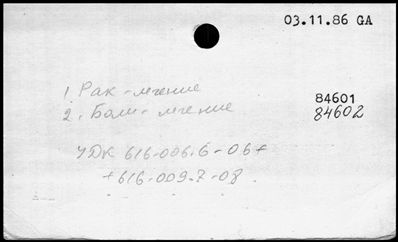 03.11.86 GA
1. Рак - лечение
2. Боли - лечение
84601
84602
УДК 616-006.6-08+
+616-009.7-08